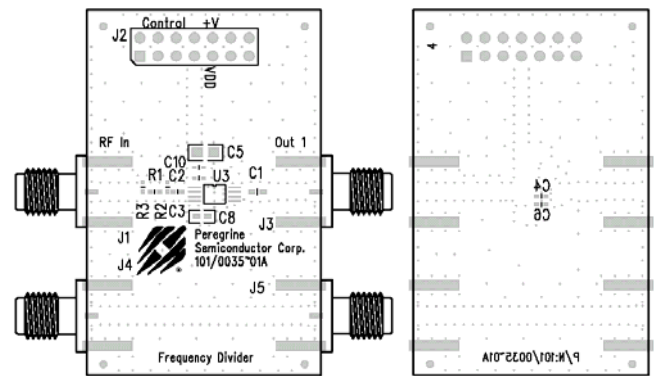 Control +V
J2
VDD
RF In
Out 1
C10
C5
R1
C2
U3
C1
R3
R2
C3
C8
J3
J1
Peregrine
Semiconductor Corp.
101/0035~01A
J4
J5
Frequency Divider
4
C4
C6
P/N:101/0035~01A